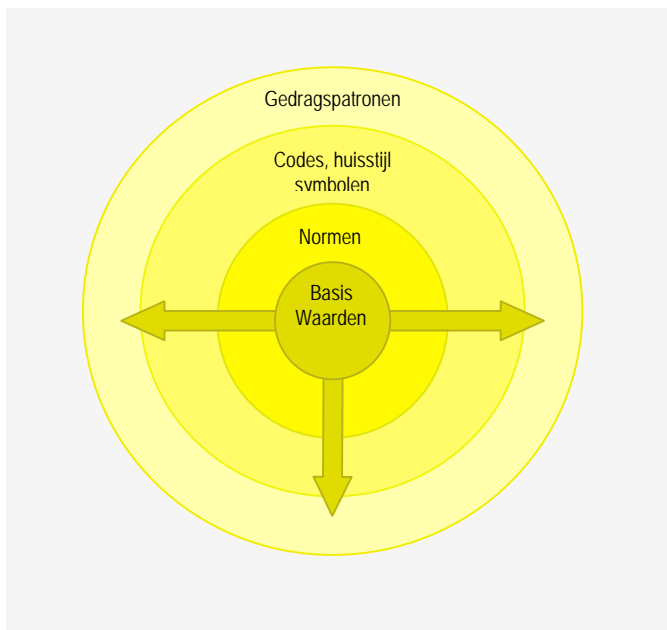 Gedragspatronen
Codes, huisstijl
symbolen
Normen
Basis
Waarden